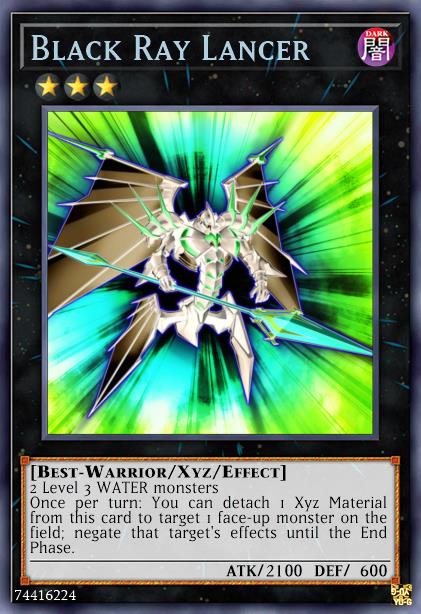 Black Ray Lancer
DARK
闇
[Best-Warrior/Xyz/Effect]
2 Level 3 WATER monsters
Once per turn: You can detach 1 Xyz Material
from this card to target 1 face-up monster on the
field; negate that target's effects until the End
Phase.
ATK/2100 DEF/ 600
74416224